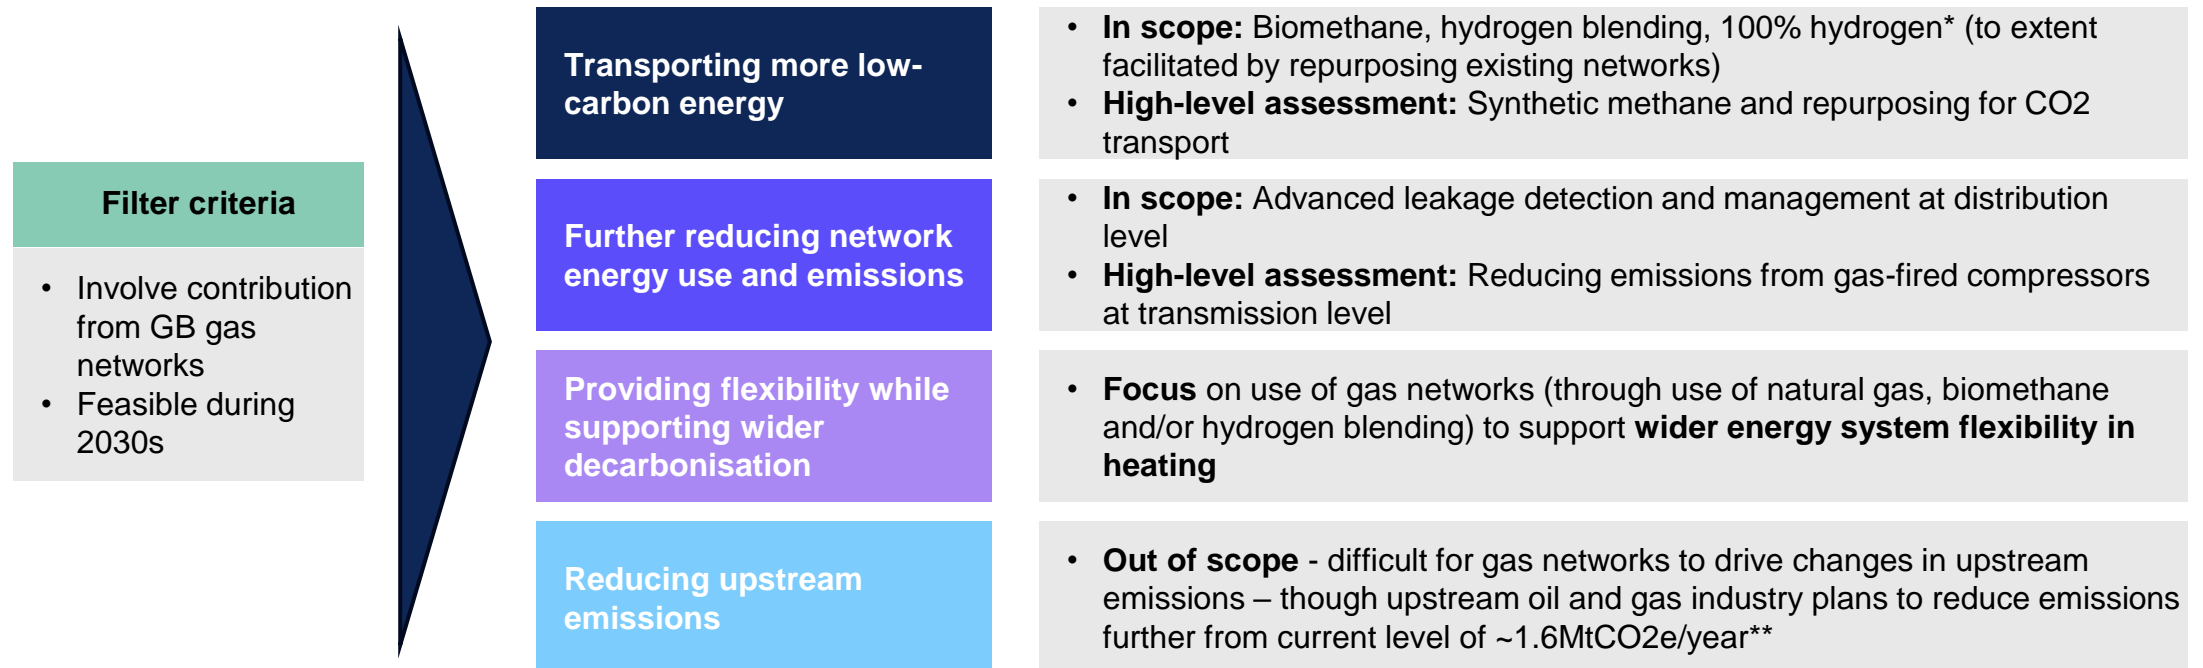 Filter criteria
• Involve contribution
from GB gas
networks
• Feasible during
2030s
Transporting more low-
carbon energy
• In scope: Biomethane, hydrogen blending, 100% hydrogen* (to extent
facilitated by repurposing existing networks)
• High-level assessment: Synthetic methane and repurposing for CO2
transport
Further reducing network
energy use and emissions
• In scope: Advanced leakage detection and management at distribution
level
• High-level assessment: Reducing emissions from gas-fired compressors
at transmission level
Providing flexibility while
supporting wider
decarbonisation
• Focus on use of gas networks (through use of natural gas, biomethane
and/or hydrogen blending) to support wider energy system flexibility in
heating
Reducing upstream
emissions
• Out of scope - difficult for gas networks to drive changes in upstream
emissions – though upstream oil and gas industry plans to reduce emissions
further from current level of ~1.6MtCO2e/year**